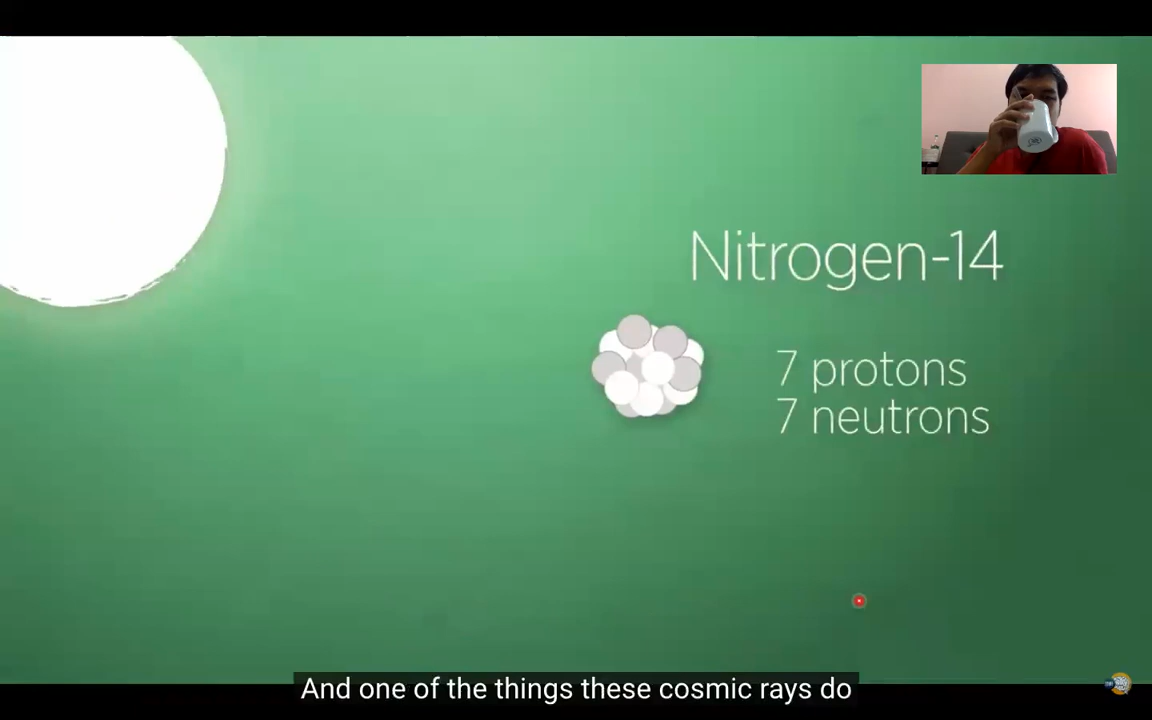 Nitrogen-14
7 protons
7 neutrons
And one of the things these cosmic rays do